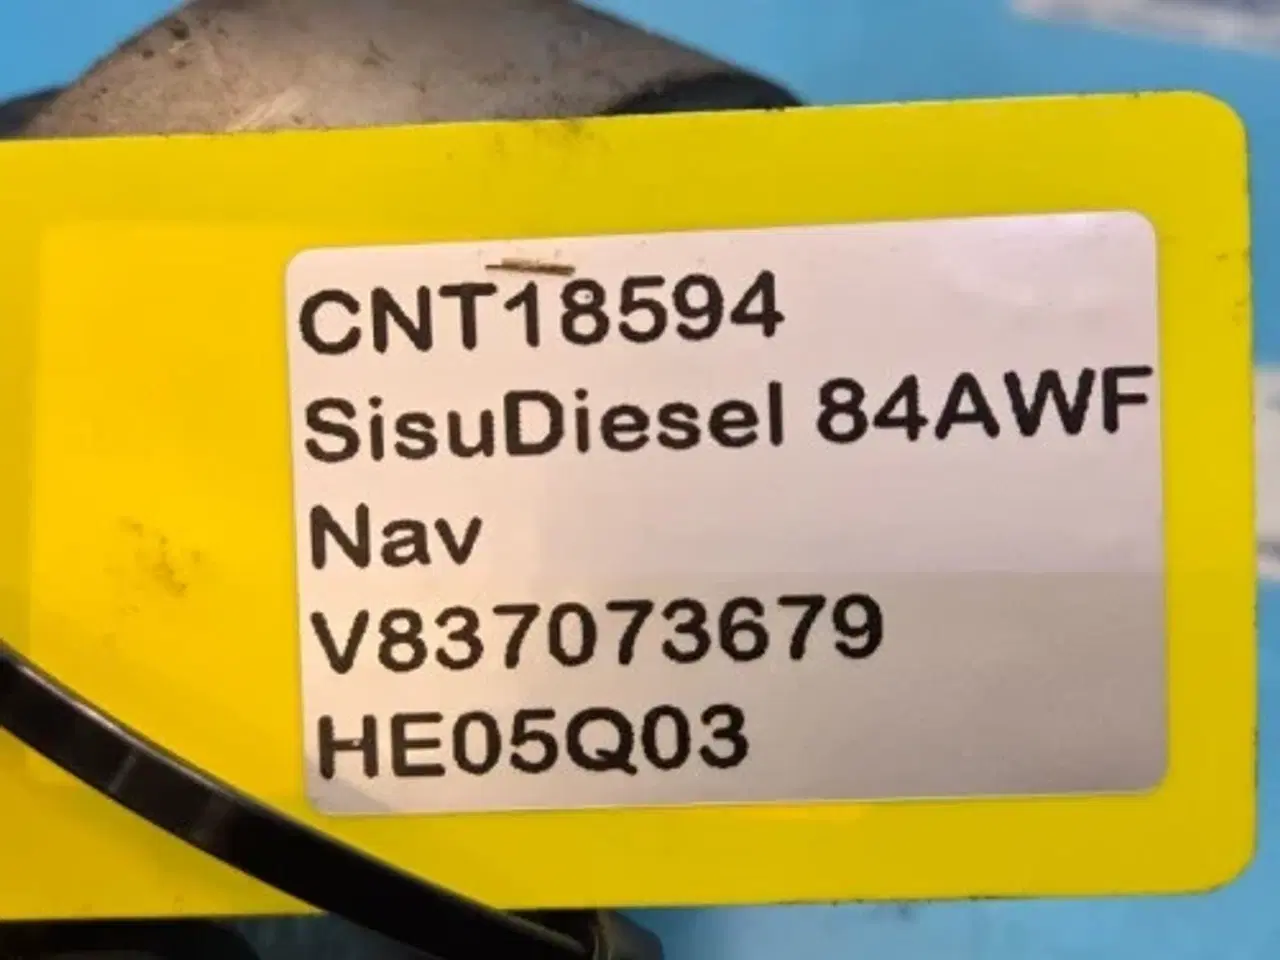 CNT18594
SisuDiesel 84AWF
Nav
V837073679
HE05Q03